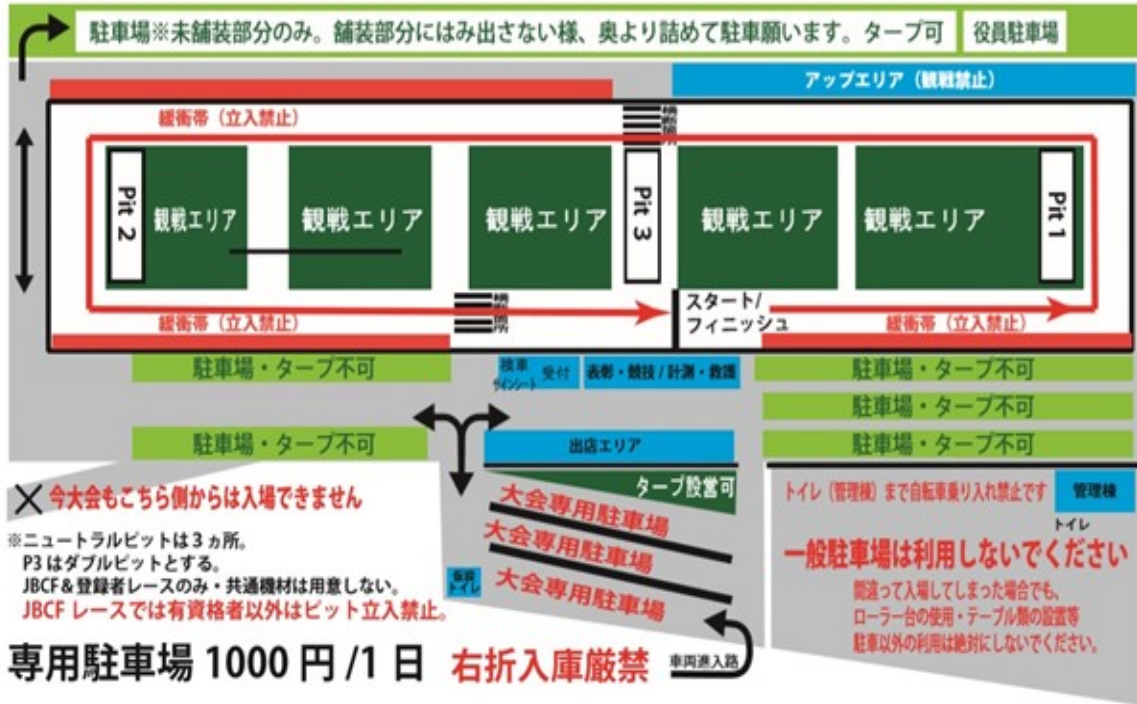 駐車場※未舗装部分のみ。舗装部分にはみ出さない様、奥より詰めて駐車願います。タープ可
役員駐車場
アップエリア（観戦禁止）
緩衝帯（立入禁止）
横断箇所
Pit 2
観戦エリア
観戦エリア
観戦エリア
Pit 3
観戦エリア
観戦エリア
Pit 1
緩衝帯（立入禁止）
横断箇所
スタート/
フィニッシュ
緩衝帯（立入禁止）
駐車場・タープ不可
検車
サインシート
受付
表彰・競技 / 計測・救護
駐車場・タープ不可
駐車場・タープ不可
駐車場・タープ不可
出店エリア
駐車場・タープ不可
タープ設営可
大会専用駐車場
大会専用駐車場
大会専用駐車場
仮設
トイレ
今大会もこちら側からは入場できません
※ニュートラルピットは 3 ヵ所。
P3 はダブルピットとする。
JBCF＆登録者レースのみ・共通機材は用意しない。
JBCF レースでは有資格者以外はピット立入禁止。
トイレ（管理棟）まで自転車乗り入れ禁止です
管理棟
トイレ
一般駐車場は利用しないでください
間違って入場してしまった場合でも、
ローラー台の使用・テーブル類の設置等
駐車以外の利用は絶対にしないでください。
専用駐車場 1000 円 /1 日
右折入庫厳禁
車両進入路